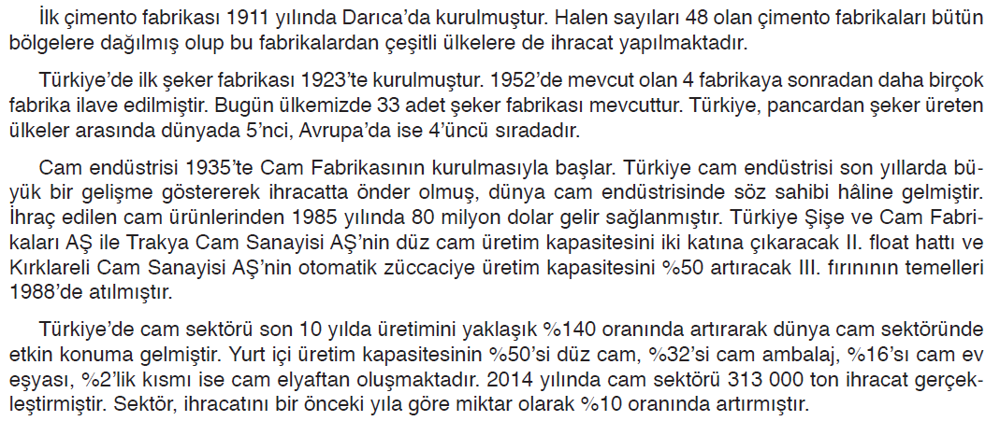 İlk çimento fabrikası 1911 yılında Darıca’da kurulmuştur. Halen sayıları 48 olan çimento fabrikaları bütün
bölgelere dağılmış olup bu fabrikalardan çeşitli ülkelere de ihracat yapılmaktadır.
Türkiye’de ilk şeker fabrikası 1923’te kurulmuştur. 1952’de mevcut olan 4 fabrikaya sonradan daha birçok
fabrika ilave edilmiştir. Bugün ülkemizde 33 adet şeker fabrikası mevcuttur. Türkiye, pancardan şeker üreten
ülkeler arasında dünyada 5’nci, Avrupa’da ise 4’üncü sıradadır.
Cam endüstrisi 1935’te Cam Fabrikasının kurulmasıyla başlar. Türkiye cam endüstrisi son yıllarda bü-
yük bir gelişme göstererek ihracatta önder olmuş, dünya cam endüstrisinde söz sahibi hâline gelmiştir.
İhraç edilen cam ürünlerinden 1985 yılında 80 milyon dolar gelir sağlanmıştır. Türkiye Şişe ve Cam Fabri-
kaları AŞ ile Trakya Cam Sanayisi AŞ’nin düz cam üretim kapasitesini iki katına çıkaracak II. float hattı ve
Kırklareli Cam Sanayisi AŞ’nin otomatik züccaciye üretim kapasitesini %50 artıracak III. fırınının temelleri
1988’de atılmıştır.
Türkiye’de cam sektörü son 10 yılda üretimini yaklaşık %140 oranında artırarak dünya cam sektöründe
etkin konuma gelmiştir. Yurt içi üretim kapasitesinin %50’si düz cam, %32’si cam ambalaj, %16’sı cam ev
eşyası, %2’lik kısmı ise cam elyaftan oluşmaktadır. 2014 yılında cam sektörü 313 000 ton ihracat gerçek-
leştirmiştir. Sektör, ihracatını bir önceki yıla göre miktar olarak %10 oranında artırmıştır.